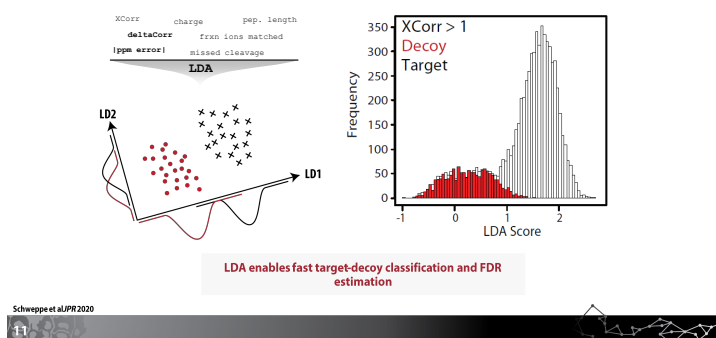 XCorr charge pep. length
deltaCorr frxn ions matched
|ppm error| missed cleavage
LDA
LD2
LD1
XCorr > 1
Decoy
Target
Frequency
350
300
250
200
150
100
50
0
-1 0 1 2
LDA Score
LDA enables fast target-decoy classification and FDR
estimation
Schweppe et alJPR 2020
11